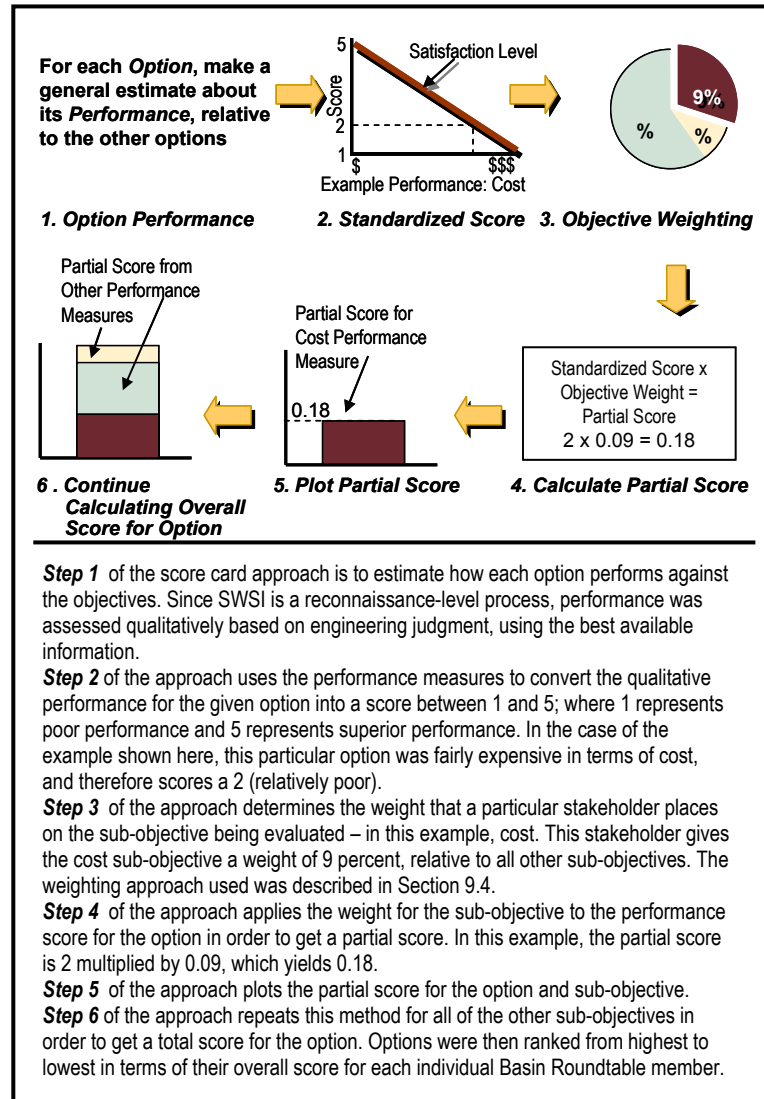 For each Option, make a
general estimate about
its Performance, relative
to the other options
1. Option Performance
5
Satisfaction Level
Score
2
1
$
$$$
Example Performance: Cost
2. Standardized Score
9%
%
%
3. Objective Weighting
Standardized Score x
Objective Weight =
Partial Score
2 x 0.09 = 0.18
4. Calculate Partial Score
Partial Score for
Cost Performance
Measure
0.18
5. Plot Partial Score
Partial Score from
Other Performance
Measures
6 . Continue
Calculating Overall
Score for Option
Step 1 of the score card approach is to estimate how each option performs against
the objectives. Since SWSI is a reconnaissance-level process, performance was
assessed qualitatively based on engineering judgment, using the best available
information.
Step 2 of the approach uses the performance measures to convert the qualitative
performance for the given option into a score between 1 and 5; where 1 represents
poor performance and 5 represents superior performance. In the case of the
example shown here, this particular option was fairly expensive in terms of cost,
and therefore scores a 2 (relatively poor).
Step 3 of the approach determines the weight that a particular stakeholder places
on the sub-objective being evaluated – in this example, cost. This stakeholder gives
the cost sub-objective a weight of 9 percent, relative to all other sub-objectives. The
weighting approach used was described in Section 9.4.
Step 4 of the approach applies the weight for the sub-objective to the performance
score for the option in order to get a partial score. In this example, the partial score
is 2 multiplied by 0.09, which yields 0.18.
Step 5 of the approach plots the partial score for the option and sub-objective.
Step 6 of the approach repeats this method for all of the other sub-objectives in
order to get a total score for the option. Options were then ranked from highest to
lowest in terms of their overall score for each individual Basin Roundtable member.